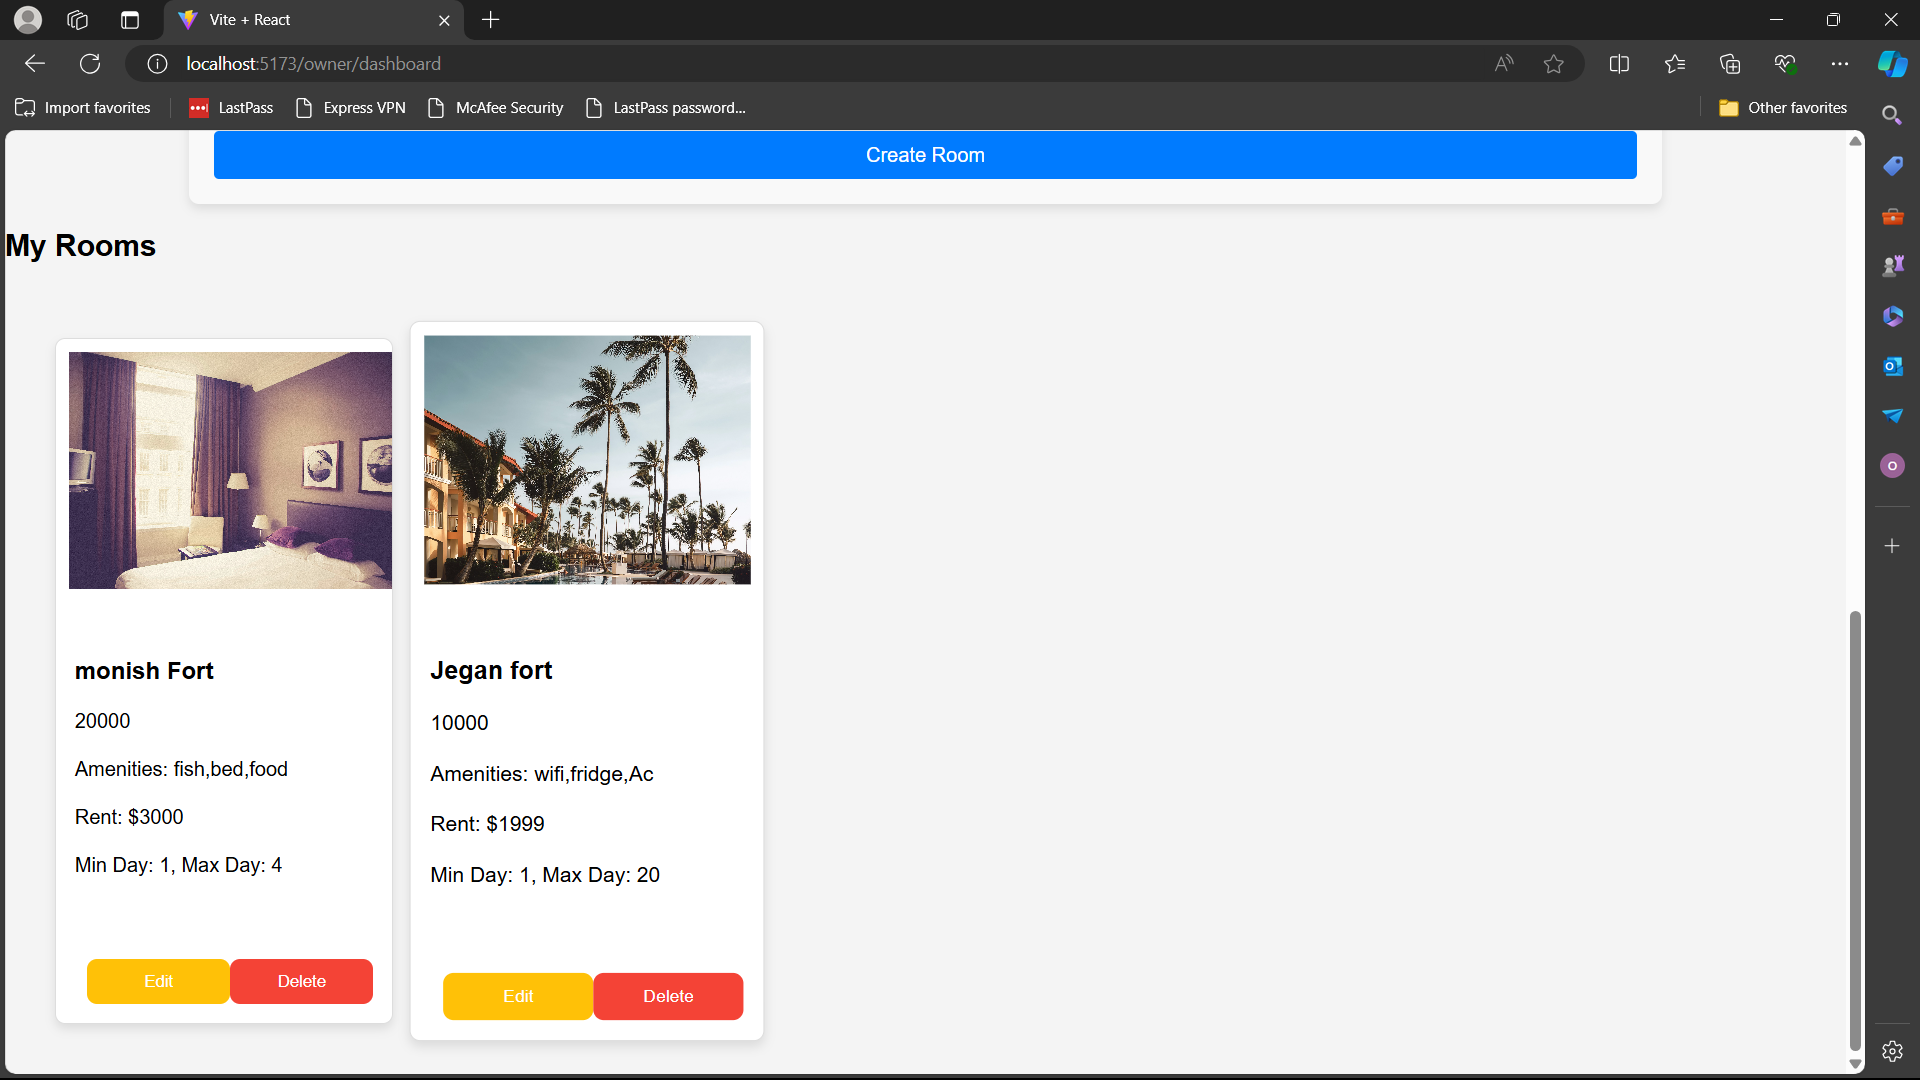 Vite + React
localhost:5173/owner/dashboard
Import favorites
LastPass
Express VPN
McAfee Security
LastPass password...
Other favorites
Create Room
My Rooms
monish Fort
20000
Amenities: fish,bed,food
Rent: $3000
Min Day: 1, Max Day: 4
Edit
Delete
Jegan fort
10000
Amenities: wifi,fridge,Ac
Rent: $1999
Min Day: 1, Max Day: 20
Edit
Delete
O